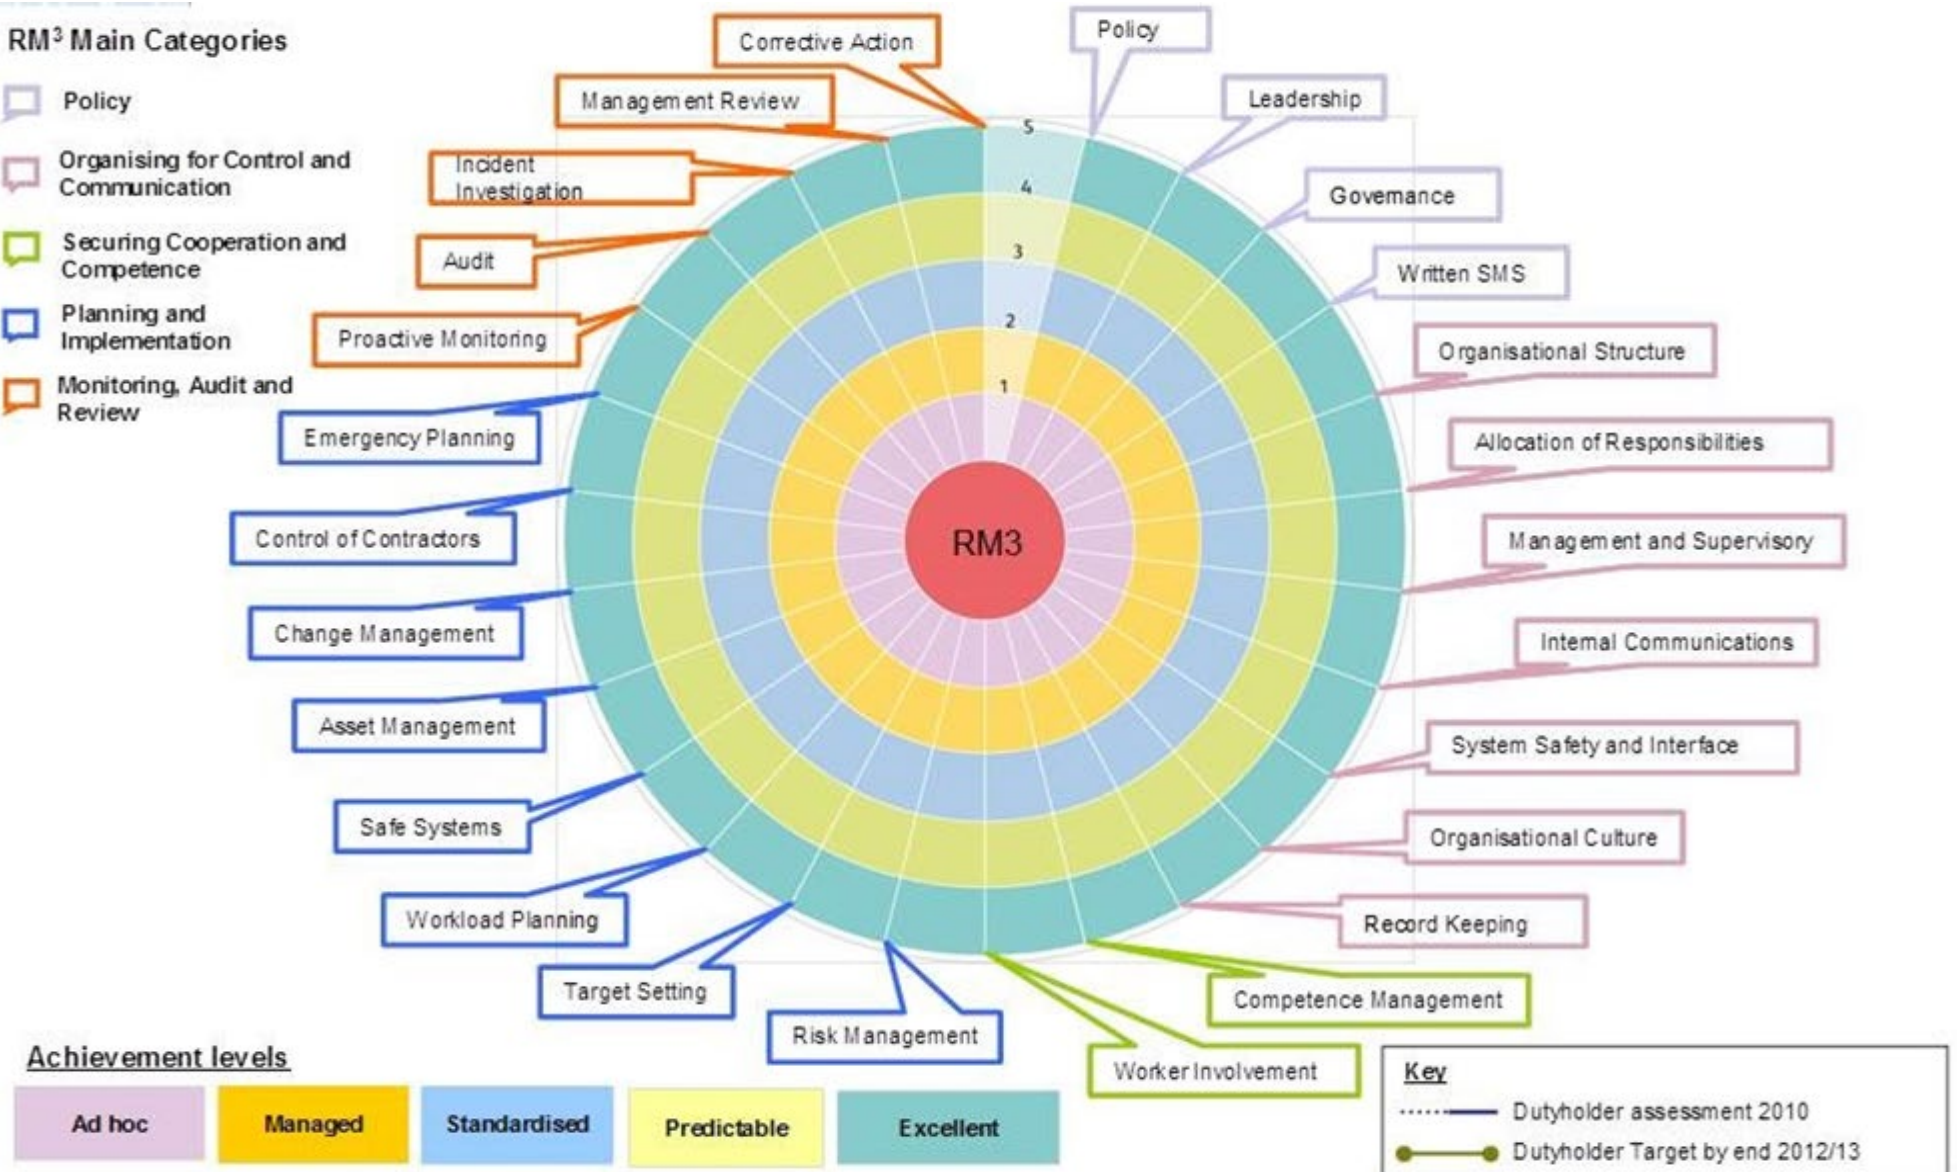 RM³ Main Categories
Policy
Organising for Control and
Communication
Securing Cooperation and
Competence
Planning and
Implementation
Monitoring, Audit and
Review
Corrective Action
Management Review
Incident
Investigation
Audit
Proactive Monitoring
Emergency Planning
Control of Contractors
Change Management
Asset Management
Safe Systems
Workload Planning
Target Setting
Risk Management
Policy
Leadership
Governance
Written SMS
Organisational Structure
Allocation of Responsibilities
Management and Supervisory
Internal Communications
System Safety and Interface
Organisational Culture
Record Keeping
Competence Management
Worker Involvement
5
4
3
2
1
RM3
Achievement levels
Ad hoc
Managed
Standardised
Predictable
Excellent
Key
Dutyholder assessment 2010
Dutyholder Target by end 2012/13